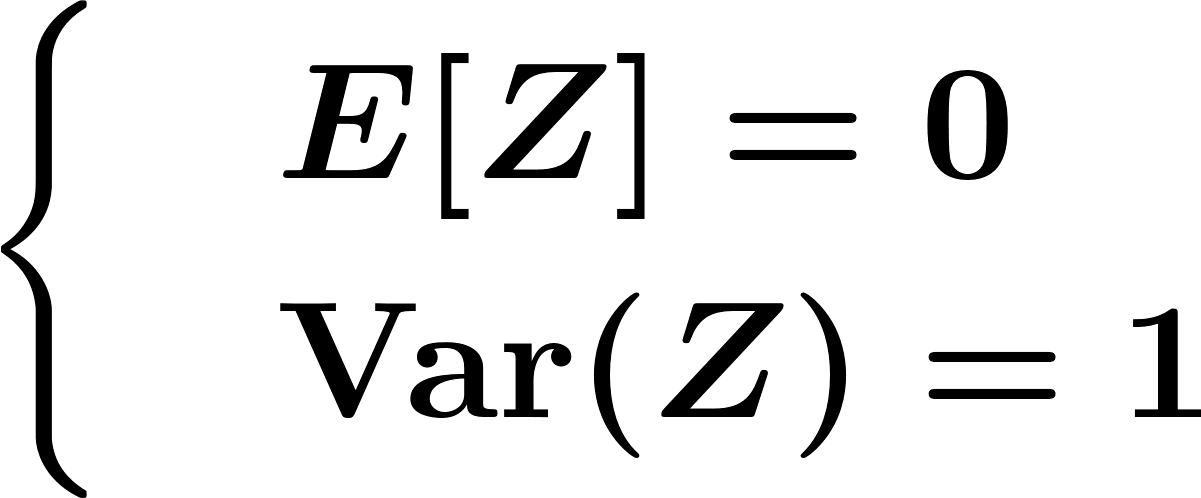 E[Z] = 0
Var(Z) = 1